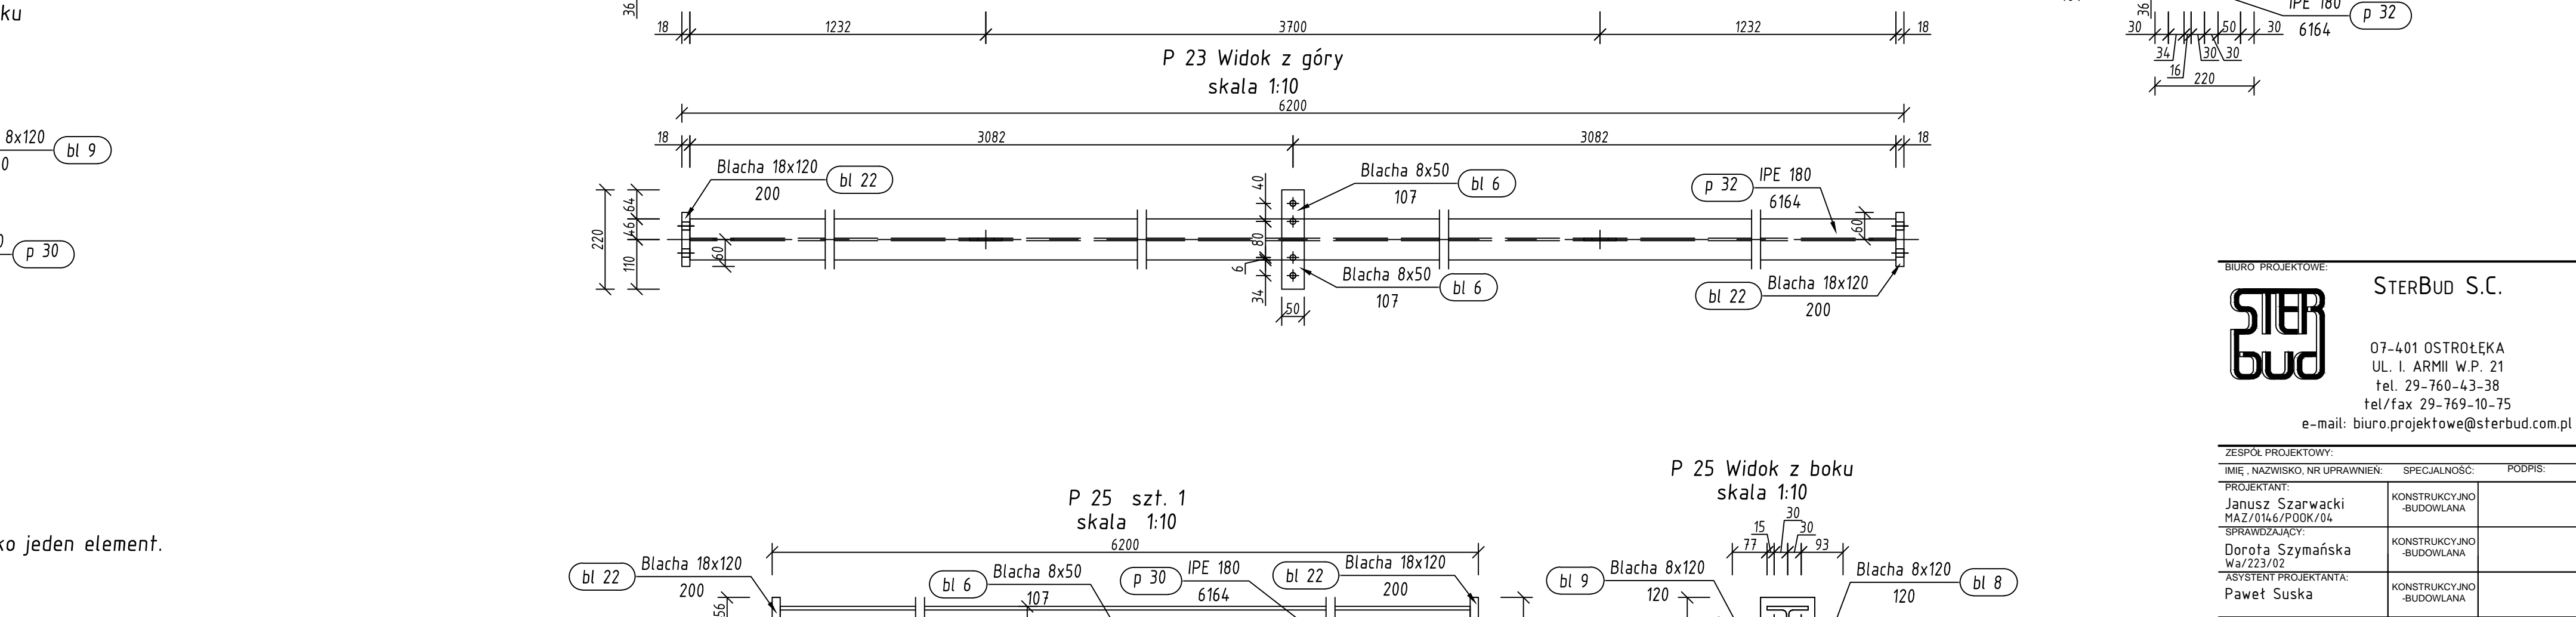 ku
36
18
1232
3700
1232
18
P 23 Widok z góry
skala 1:10
6200
18
3082
3082
18
8x120
bl 9
0
Blacha 18x120
200
bl 22
Blacha 8x50
107
bl 6
p 32
IPE 180
6164
220
64
46
110
60
40
80
6
34
50
60
Blacha 8x50
107
bl 6
bl 22
Blacha 18x120
200
p 30
36
IPE 180
6164
p 32
30
50
30
34
30
30
16
220
BIURO PROJEKTOWE:
STERBUD S.C.
STER
bud
07-401 OSTROŁĘKA
UL. I. ARMII W.P. 21
tel. 29-760-43-38
tel/fax 29-769-10-75
e-mail: biuro.projektowe@sterbud.com.pl
ZESPÓŁ PROJEKTOWY:
IMIĘ , NAZWISKO, NR UPRAWNIEŃ:
SPECJALNOŚĆ:
PODPIS:
PROJEKTANT:
Janusz Szarwacki
MAZ/0146/POOK/04
KONSTRUKCYJNO
-BUDOWLANA
SPRAWDZAJĄCY:
Dorota Szymańska
Wa/223/02
KONSTRUKCYJNO
-BUDOWLANA
ASYSTENT PROJEKTANTA:
Paweł Suska
KONSTRUKCYJNO
-BUDOWLANA
ko jeden element.
P 25 szt. 1
skala 1:10
6200
bl 22
Blacha 18x120
200
bl 6
Blacha 8x50
107
p 30
IPE 180
6164
bl 22
Blacha 18x120
200
56
P 25 Widok z boku
skala 1:10
30
15
30
77
93
bl 9
Blacha 8x120
120
Blacha 8x120
120
bl 8